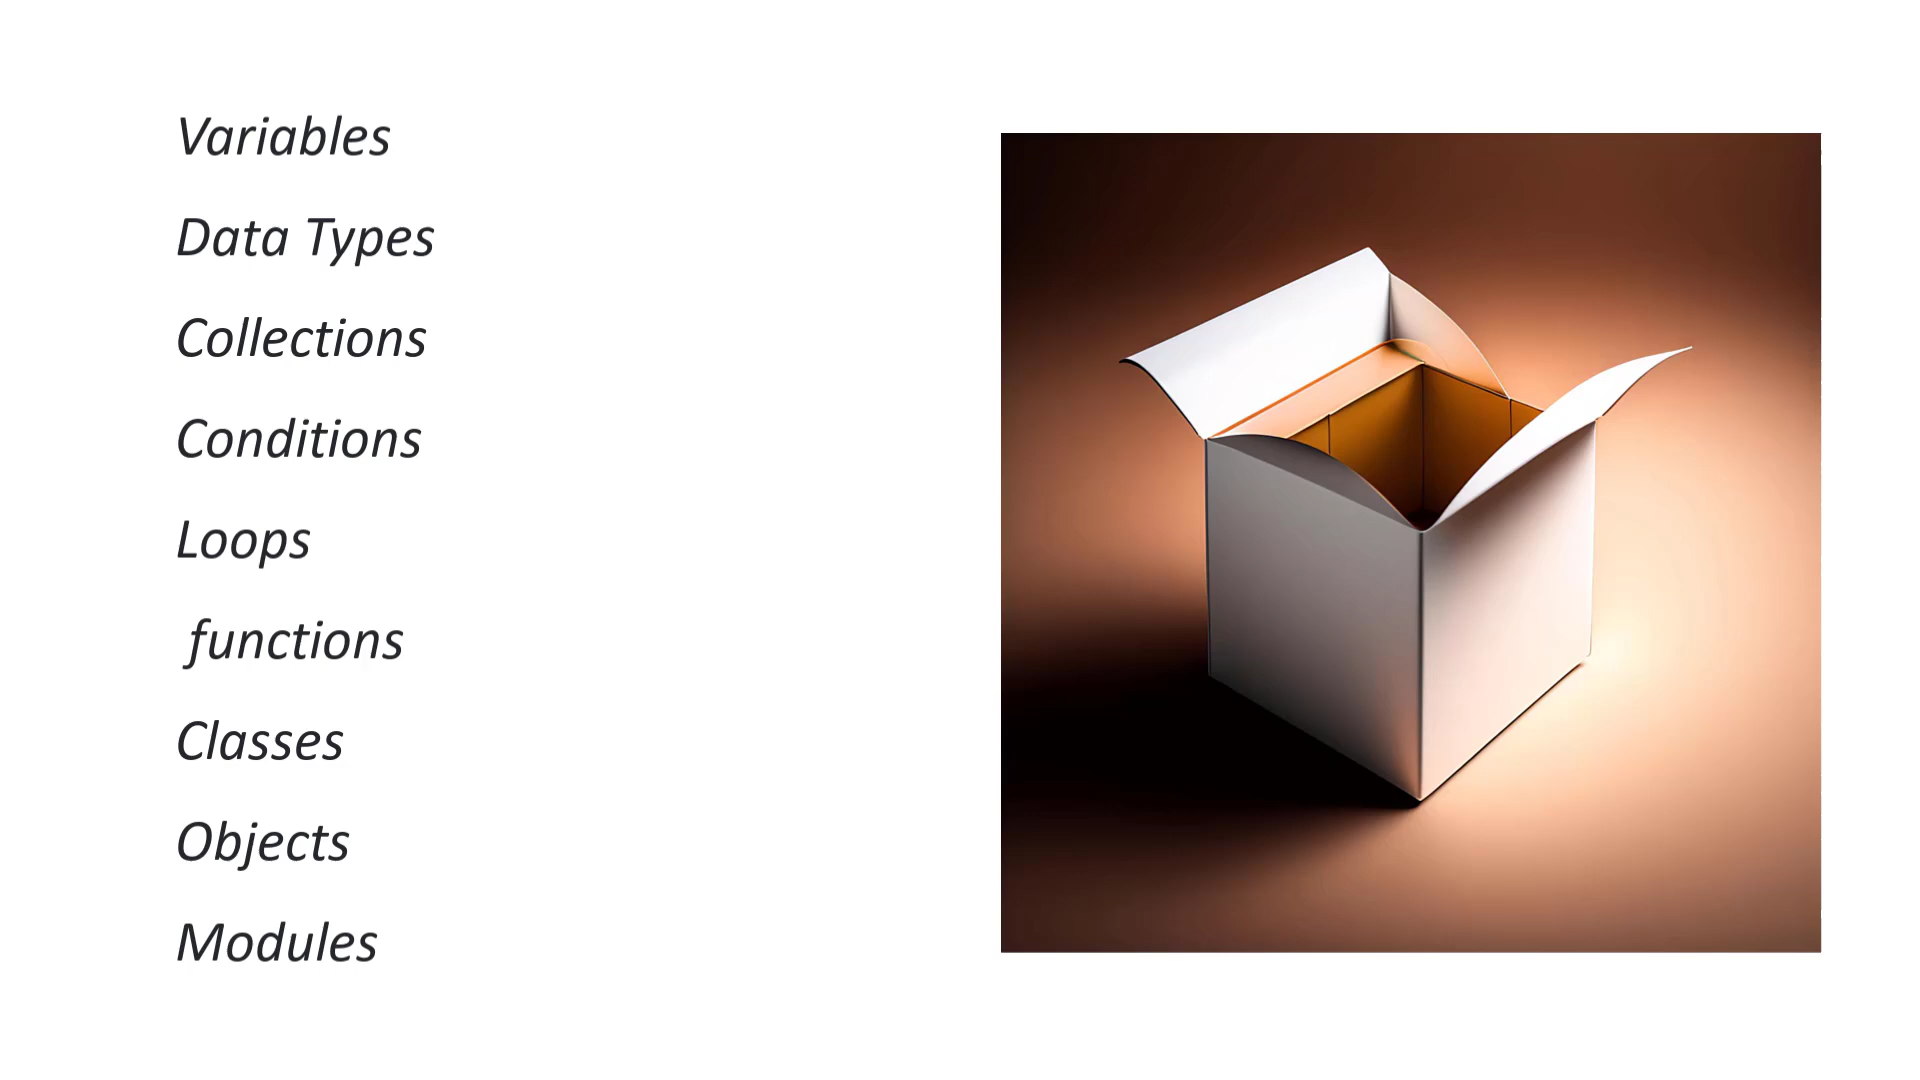 Variables
Data Types
Collections
Conditions
Loops
functions
Classes
Objects
Modules